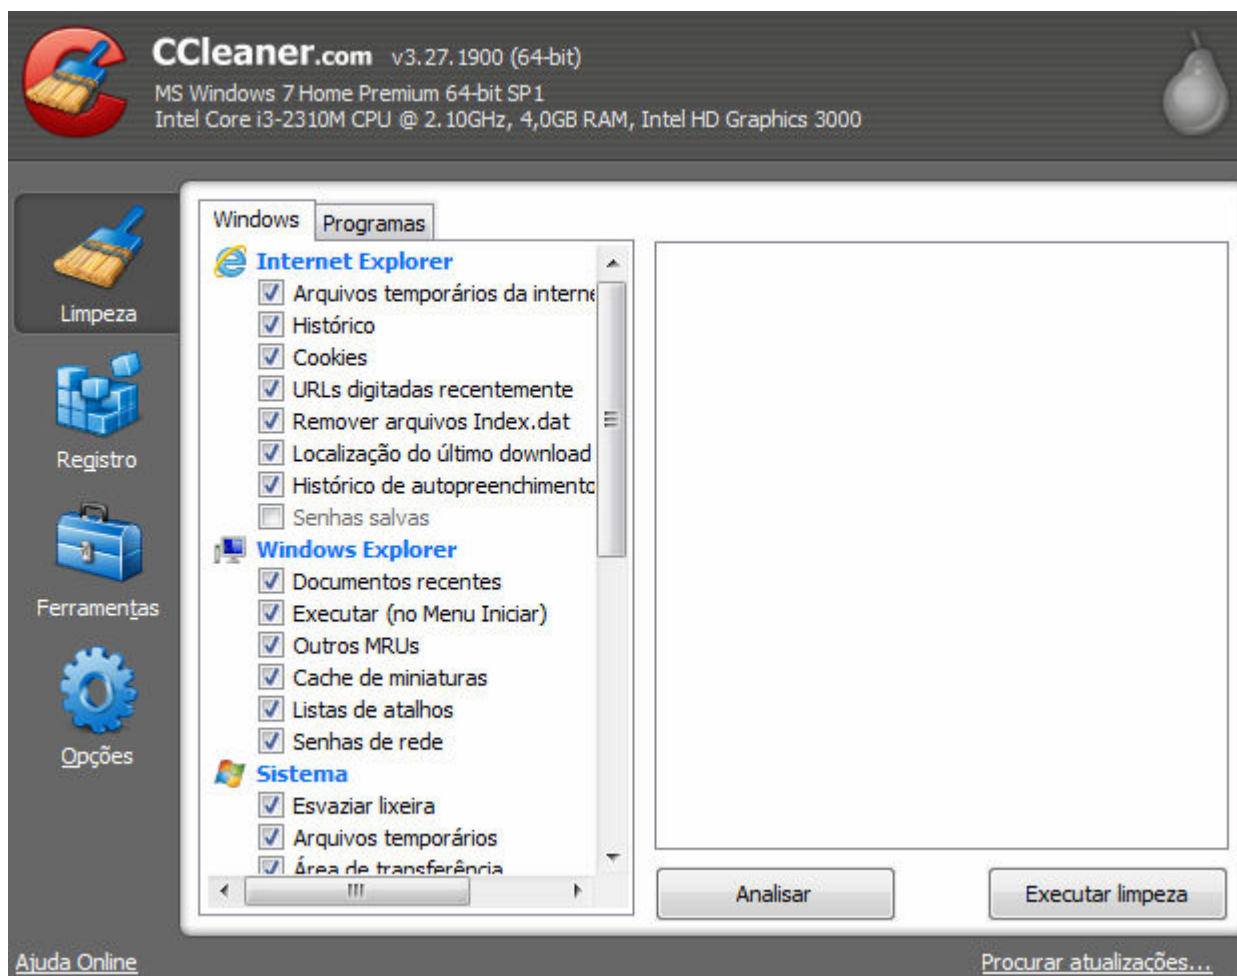 CCleaner.com v3.27.1900 (64-bit)
MS Windows 7 Home Premium 64-bit SP1
Intel Core i3-2310M CPU @ 2.10GHz, 4,0GB RAM, Intel HD Graphics 3000
Limpeza
Registro
Ferramentas
Opções
Windows Programas
Internet Explorer
Arquivos temporários da interne
Histórico
Cookies
URLs digitadas recentemente
Remover arquivos Index.dat
Localização do último download
Histórico de autopreenchimento
Senhas salvas
Windows Explorer
Documentos recentes
Executar (no Menu Iniciar)
Outros MRUs
Cache de miniaturas
Listas de atalhos
Senhas de rede
Sistema
Esvaziar lixeira
Arquivos temporários
Área de transferência
Analisar
Executar limpeza
Ajuda Online
Procurar atualizações...